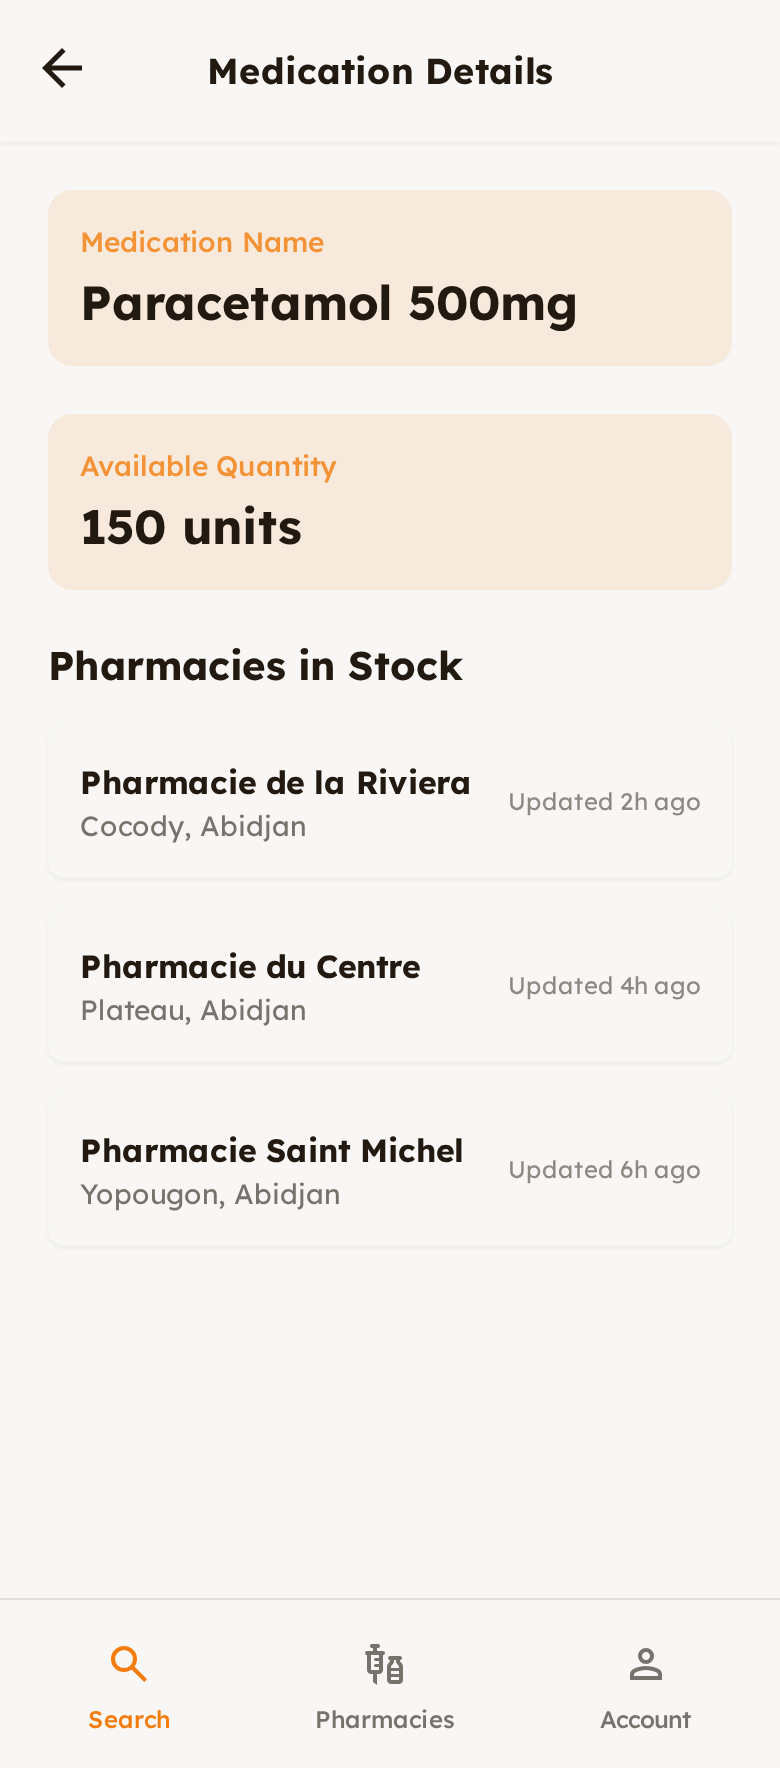 Medication Details
Medication Name
Paracetamol 500mg
Available Quantity
150 units
Pharmacies in Stock
Pharmacie de la Riviera
Cocody, Abidjan
Updated 2h ago
Pharmacie du Centre
Plateau, Abidjan
Updated 4h ago
Pharmacie Saint Michel
Yopougon, Abidjan
Updated 6h ago
Search
Pharmacies
Account